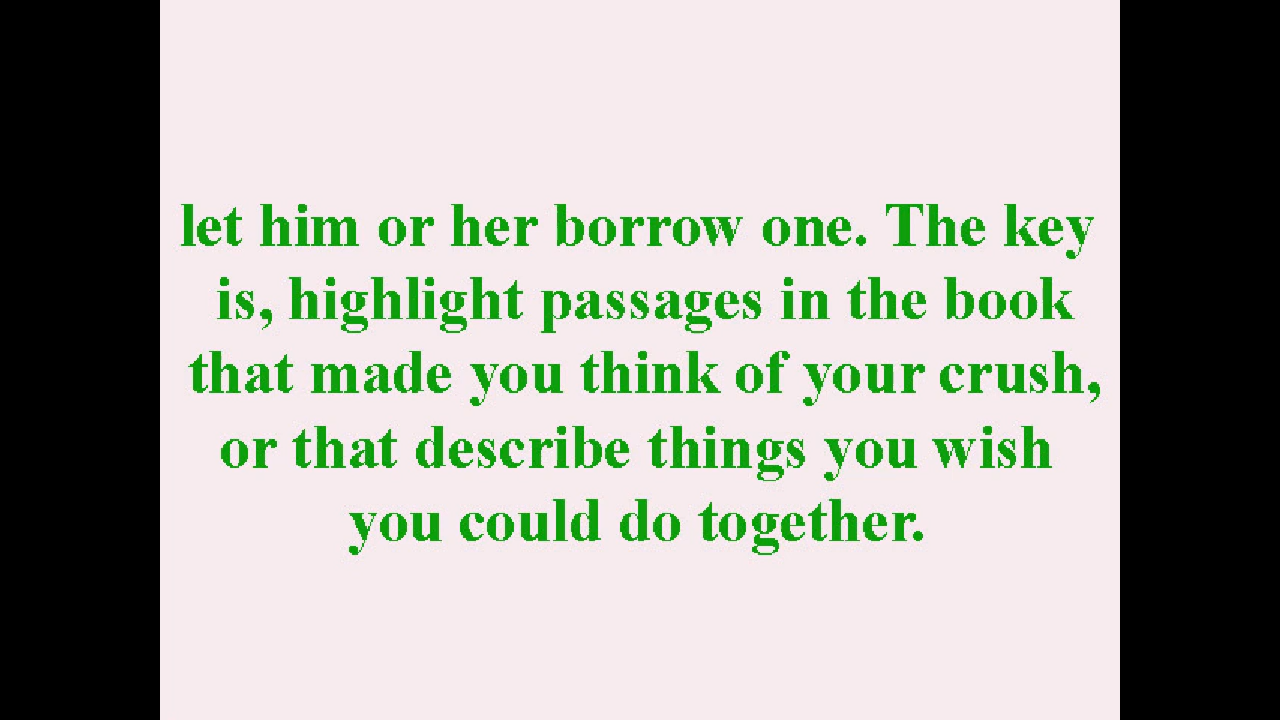 let him or her borrow one. The key
is, highlight passages in the book
that made you think of your crush,
or that describe things you wish
you could do together.